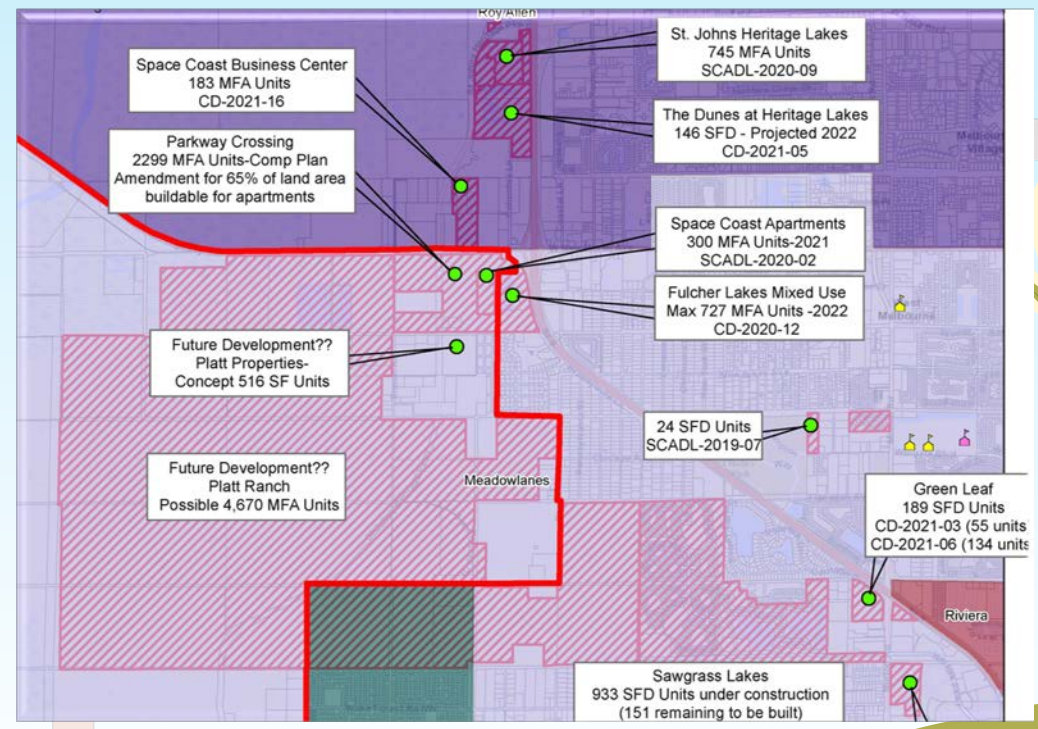 Roy Allen
St. Johns Heritage Lakes
745 MFA Units
SCADL-2020-09
Space Coast Business Center
183 MFA Units
CD-2021-16
The Dunes at Heritage Lakes
146 SFD - Projected 2022
CD-2021-05
Parkway Crossing
2299 MFA Units-Comp Plan
Amendment for 65% of land area
buildable for apartments
Space Coast Apartments
300 MFA Units-2021
SCADL-2020-02
Fulcher Lakes Mixed Use
Max 727 MFA Units -2022
CD-2020-12
West
Melbourne
Future Development??
Platt Properties-
Concept 516 SF Units
24 SFD Units
SCADL-2019-07
Future Development??
Platt Ranch
Possible 4,670 MFA Units
Meadowlanes
Green Leaf
189 SFD Units
CD-2021-03 (55 units
CD-2021-06 (134 units
Riviera
Sawgrass Lakes
933 SFD Units under construction
(151 remaining to be built)